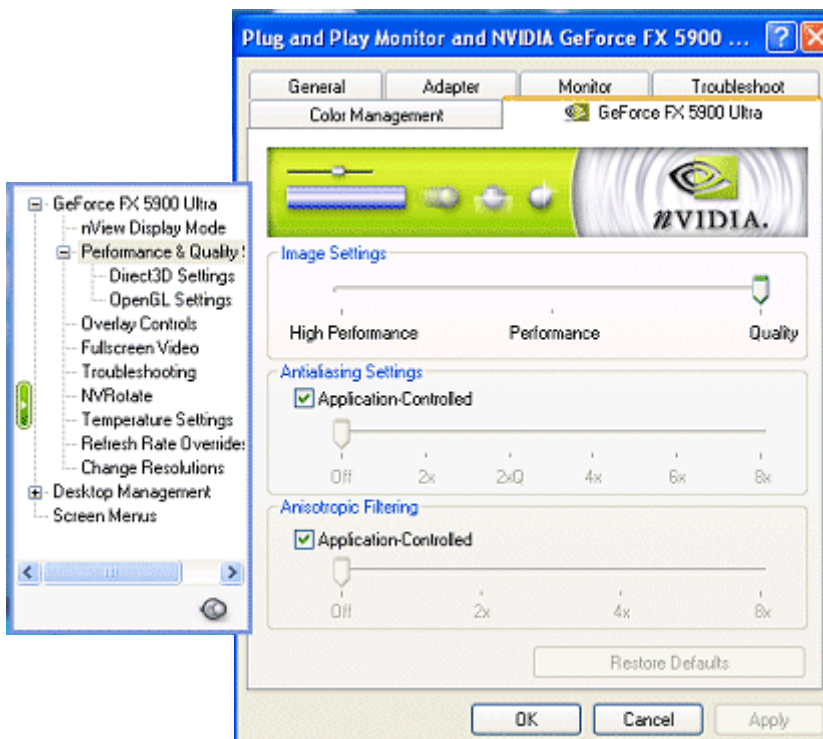 Plug and Play Monitor and NVIDIA GeForce FX 5900 ...
General Adapter Monitor Troubleshoot
Color Management GeForce FX 5900 Ultra
nVIDIA.
GeForce FX 5900 Ultra
nView Display Mode
Performance & Quality S
Direct3D Settings
OpenGL Settings
Overlay Controls
Fullscreen Video
Troubleshooting
NVRotate
Temperature Settings
Refresh Rate Overrides
Change Resolutions
Desktop Management
Screen Menus
Image Settings
High Performance Performance Quality
Antialiasing Settings
Application-Controlled
Off 2x 2xQ 4x 6x 8x
Anisotropic Filtering
Application-Controlled
Off 2x 4x 8x
Restore Defaults
OK Cancel Apply